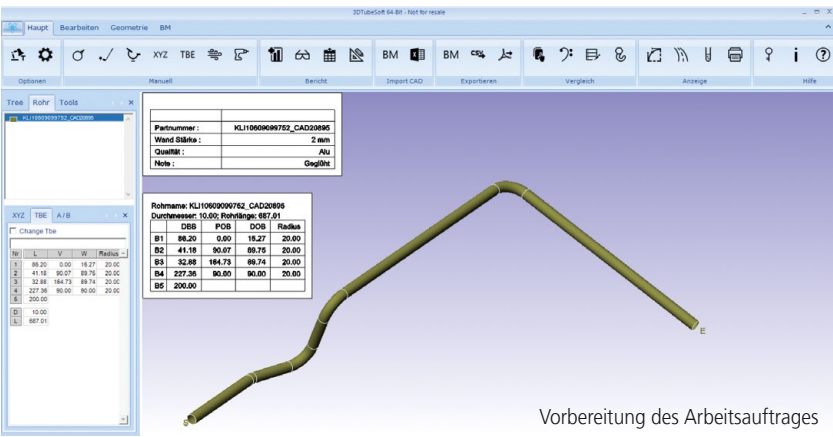 3DTubeSoft 64-Bit - Not for resale
Haupt Bearbeiten Geometrie BM
XYZ TBE BM BM CSV
Optionen Manuell Bericht Import CAD Exportieren Vergleich Anzeige Hilfe
Tree Rohr Tools
KLI10609099752_CAD20895
Partnummer : KLI10609099752_CAD20895
Wand Stärke : 2 mm
Qualität : Alu
Note : Geglüht
Rohrname: KLI10609099752_CAD20895
Durchmesser: 10.00; Rohrlänge: 687.01
DBB POB DOB Radius
B1 86.20 0.00 15.27 20.00
B2 41.18 90.07 89.75 20.00
B3 32.88 164.73 89.74 20.00
B4 227.36 90.00 90.00 20.00
B5 200.00
XYZ TBE A/B
Change Tbe
Nr L V W Radius
1 86.20 0.00 15.27 20.00
2 41.18 90.07 89.75 20.00
3 32.88 164.73 89.74 20.00
4 227.36 90.00 90.00 20.00
5 200.00
D 10.00
L 687.01
S
E
Vorbereitung des Arbeitsauftrages